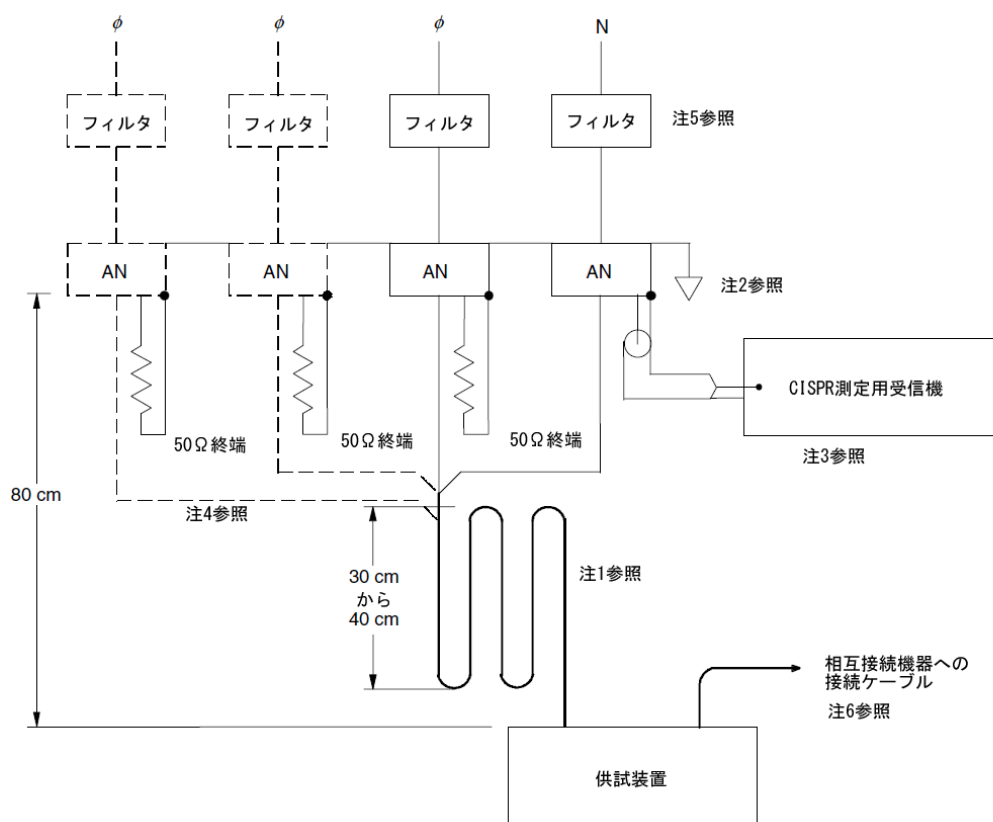 ϕ
ϕ
ϕ
N
フィルタ
フィルタ
フィルタ
フィルタ
注5参照
AN
AN
AN
AN
注2参照
CISPR測定用受信機
注3参照
50Ω終端
50Ω終端
50Ω終端
80 cm
注4参照
30 cm
から
40 cm
注1参照
相互接続機器への
接続ケーブル
注6参照
供試装置